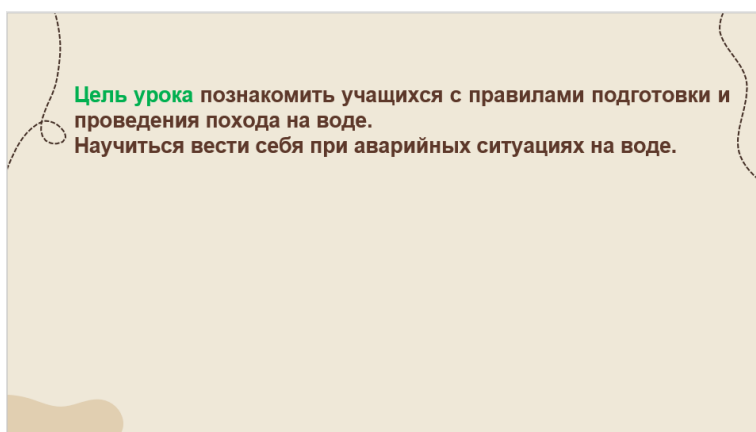 Цель урока познакомить учащихся с правилами подготовки и
проведения похода на воде.
Научиться вести себя при аварийных ситуациях на воде.